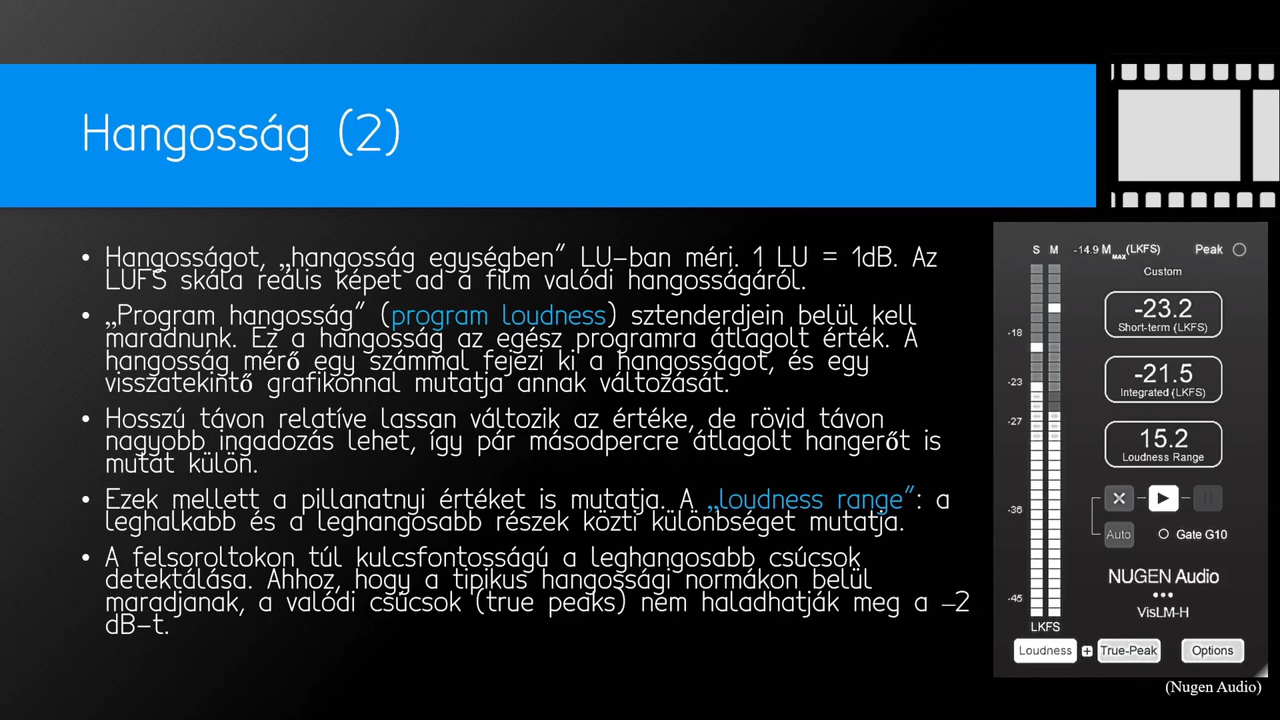 Hangosság (2)
• Hangosságot, „hangosság egységben” LU-ban méri. 1 LU = 1dB. Az
LUFS skála reális képet ad a film valódi hangosságáról.
• „Program hangosság” (program loudness) sztenderdjein belül kell
maradnunk. Ez a hangosság az egész programra átlagolt érték. A
hangosság mérő egy számmal fejezi ki a hangosságot, és egy
visszatekintő grafikonnal mutatja annak változását.
• Hosszú távon relatíve lassan változik az értéke, de rövid távon
nagyobb ingadozás lehet, így pár másodpercre átlagolt hangerőt is
mutat külön.
• Ezek mellett a pillanatnyi értéket is mutatja. A „loudness range”: a
leghalkabb és a leghangosabb részek közti különbséget mutatja.
• A felsoroltokon túl kulcsfontosságú a leghangosabb csúcsok
detektálása. Ahhoz, hogy a tipikus hangossági normákon belül
maradjanak, a valódi csúcsok (true peaks) nem haladhatják meg a -2
dB-t.
S M -14.9 M MAX (LKFS) Peak
Custom
-23.2
Short-term (LKFS)
-18
-21.5
Integrated (LKFS)
-23
-27
15.2
Loudness Range
-36
Auto Gate G10
NUGEN Audio
VisLM-H
-45
LKFS
Loudness + True-Peak Options
(Nugen Audio)